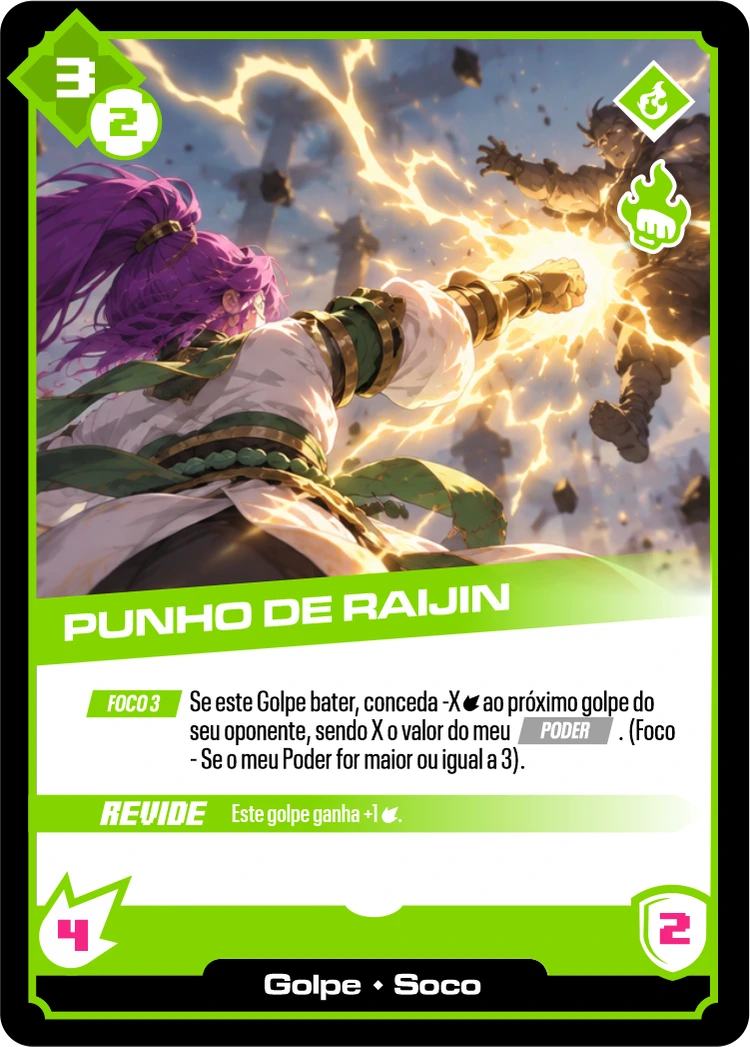 3
2
PUNHO DE RAIJIN
FOCO 3 Se este Golpe bater, conceda -X ao próximo golpe do
seu oponente, sendo X o valor do meu PODER . (Foco
- Se o meu Poder for maior ou igual a 3).
REVIDE Este golpe ganha +1 .
4
2
Golpe • Soco